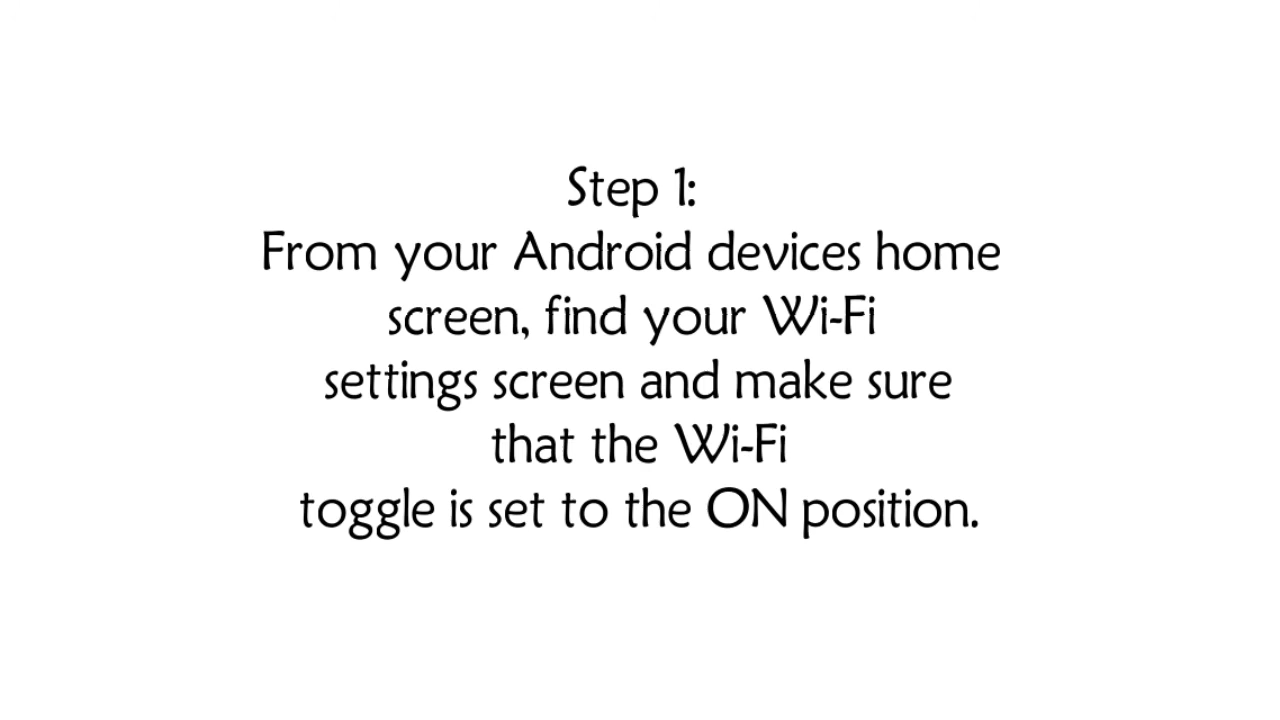 Step 1:
From your Android devices home
screen, find your Wi-Fi
settings screen and make sure
that the Wi-Fi
toggle is set to the ON position.